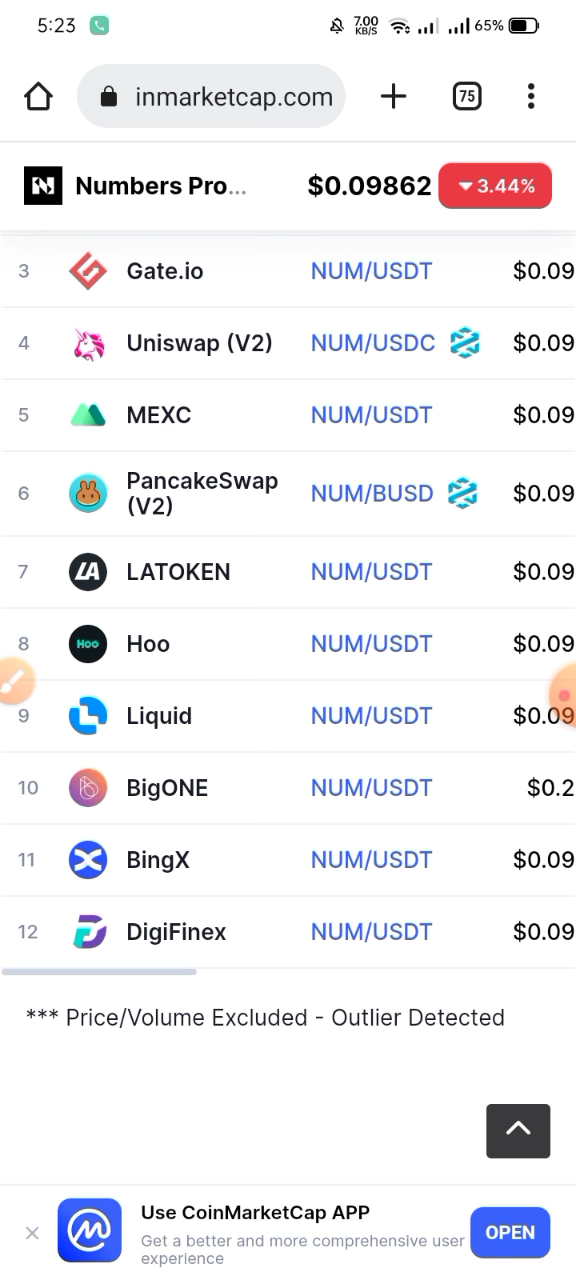 5:23
7.00
KB/S
65%
inmarketcap.com
75
Numbers Pro...
$0.09862
3.44%
3 Gate.io NUM/USDT $0.09
4 Uniswap (V2) NUM/USDC $0.09
5 MEXC NUM/USDT $0.09
6 PancakeSwap (V2) NUM/BUSD $0.09
7 LATOKEN NUM/USDT $0.09
8 Hoo NUM/USDT $0.09
9 Liquid NUM/USDT $0.09
10 BigONE NUM/USDT $0.2
11 BingX NUM/USDT $0.09
12 DigiFinex NUM/USDT $0.09
*** Price/Volume Excluded - Outlier Detected
Use CoinMarketCap APP
Get a better and more comprehensive user
experience
OPEN